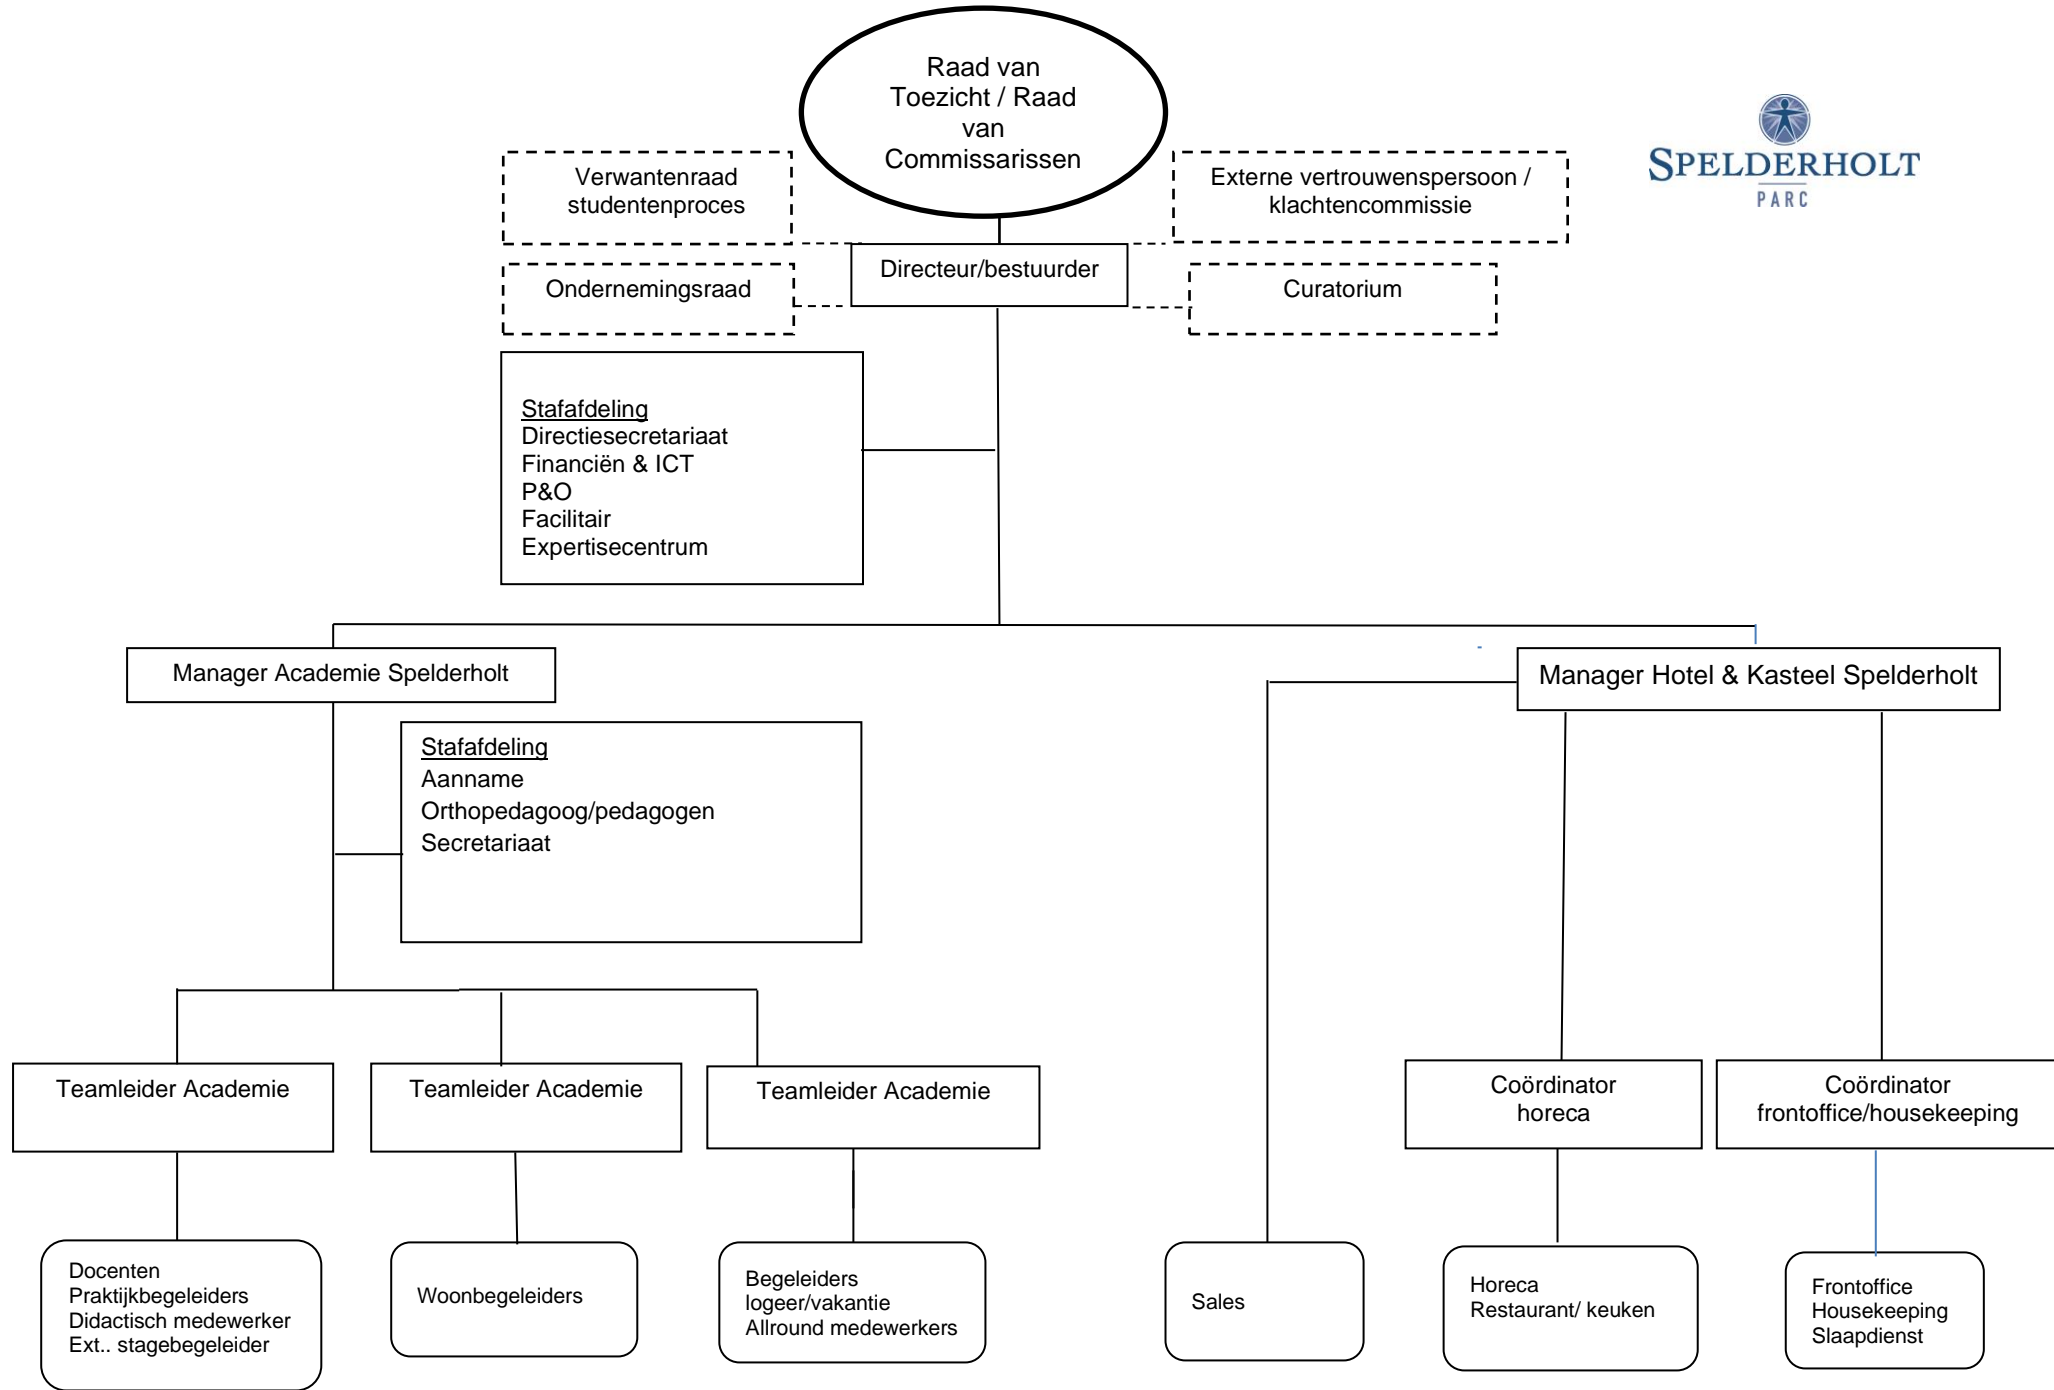 Raad van
Toezicht / Raad
van
Commissarissen
SPELDERHOLT
PARC
Verwantenraad
studentenproces
Externe vertrouwenspersoon /
klachtencommissie
Directeur/bestuurder
Ondernemingsraad
Curatorium
Stafafdeling
Directiesecretariaat
Financiën & ICT
P&O
Facilitair
Expertisecentrum
Manager Academie Spelderholt
Manager Hotel & Kasteel Spelderholt
Stafafdeling
Aanname
Orthopedagoog/pedagogen
Secretariaat
Teamleider Academie
Teamleider Academie
Teamleider Academie
Coördinator
horeca
Coördinator
frontoffice/housekeeping
Docenten
Praktijkbegeleiders
Didactisch medewerker
Ext.. stagebegeleider
Woonbegeleiders
Begeleiders
logeer/vakantie
Allround medewerkers
Sales
Horeca
Restaurant/ keuken
Frontoffice
Housekeeping
Slaapdienst